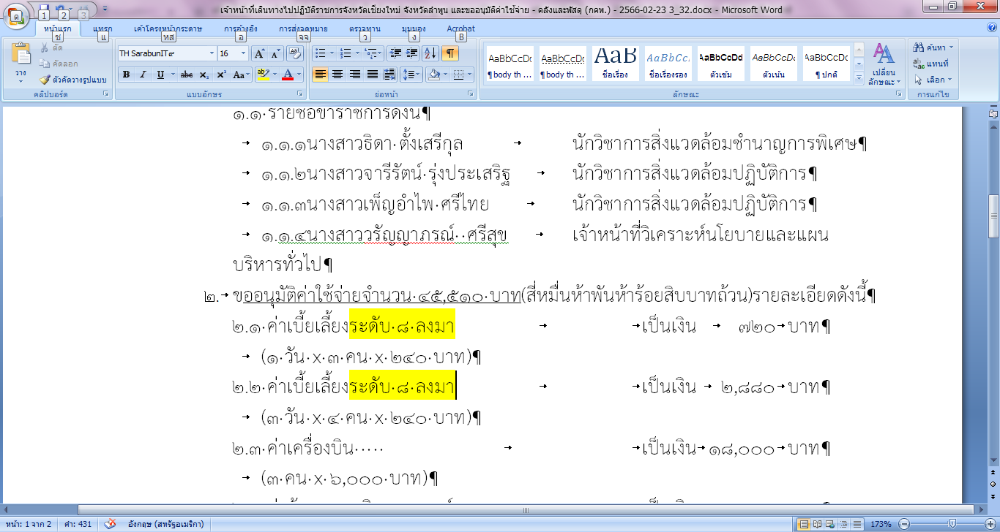 เจ้าหน้าที่เดินทางไปปฏิบัติราชการจังหวัดเชียงใหม่ จังหวัดลำพูน และขออนุมัติค่าใช้จ่าย - คลังและพัสดุ (กคพ.) - 2566-02-23 3_32.docx - Microsoft Word
1 2 3
หน้าแรก แทรก เค้าโครงหน้ากระดาษ การอ้างอิง การส่งจดหมาย ตรวจทาน มุมมอง Acrobat
ด ช แ หส อ จจ ว ง B
วาง ตัด คัดลอก ตัวคัดวางรูปแบบ
TH SarabunIT๙ 16
AaBbCcDc AaBbCcDc AaBb AaBbCc. AaBbCcDd AaBbCcDc AaBbCcDc
¶ body th ... ¶ body th ... ชื่อเรื่อง ชื่อเรื่องรอง ตัวเข้ม ตัวเน้น ¶ ปกติ
เปลี่ยนลักษณะ ค้นหา แทนที่ เลือก
คลิปบอร์ด แบบอักษร ย่อหน้า ลักษณะ การแก้ไข
๑.๑ รายชื่อข้าราชการดังนี้¶
๑.๑.๑นางสาวธิดา ตั้งเสรีกุล นักวิชาการสิ่งแวดล้อมชำนาญการพิเศษ¶
๑.๑.๒นางสาวจารีรัตน์ รุ่งประเสริฐ นักวิชาการสิ่งแวดล้อมปฏิบัติการ¶
๑.๑.๓นางสาวเพ็ญอำไพ ศรีไทย นักวิชาการสิ่งแวดล้อมปฏิบัติการ¶
๑.๑.๔นางสาววรัญญาภรณ์ ศรีสุข เจ้าหน้าที่วิเคราะห์นโยบายและแผน
บริหารทั่วไป¶
๒. ขออนุมัติค่าใช้จ่ายจำนวน ๔๕,๕๑๐ บาท(สี่หมื่นห้าพันห้าร้อยสิบบาทถ้วน)รายละเอียดดังนี้¶
๒.๑ ค่าเบี้ยเลี้ยงระดับ ๘ ลงมา เป็นเงิน ๗๒๐ บาท¶
(๑ วัน x ๓ คน x ๒๔๐ บาท)¶
๒.๒ ค่าเบี้ยเลี้ยงระดับ ๘ ลงมา เป็นเงิน ๒,๘๘๐ บาท¶
(๓ วัน x ๔ คน x ๒๔๐ บาท)¶
๒.๓ ค่าเครื่องบิน เป็นเงิน ๑๘,๐๐๐ บาท¶
(๓ คน x ๖,๐๐๐ บาท)¶
หน้า: 1 จาก 2 คำ: 431 อังกฤษ (สหรัฐอเมริกา) 173%